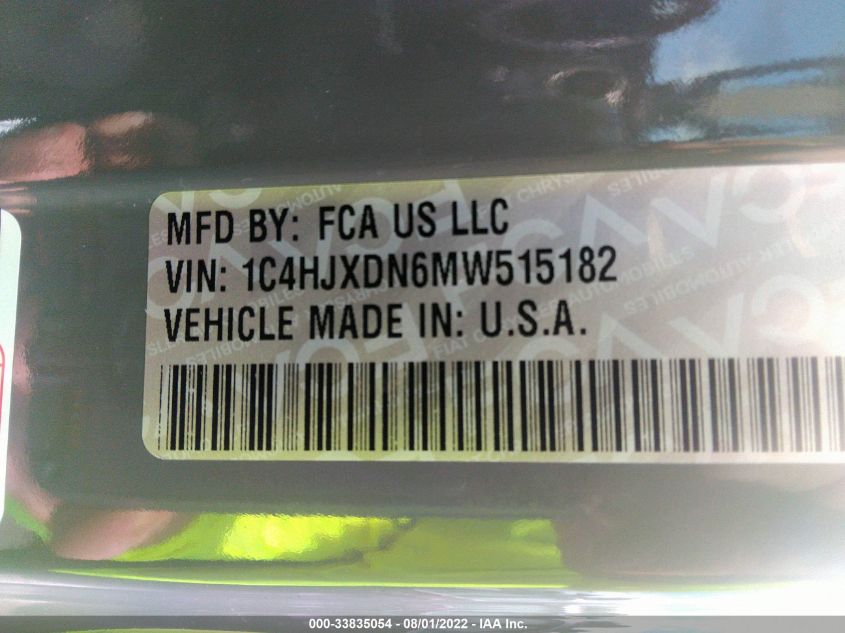 MFD BY: FCA US LLC
VIN: 1C4HJXDN6MW515182
VEHICLE MADE IN: U.S.A.
000-33835054 - 08/01/2022 - IAA Inc.